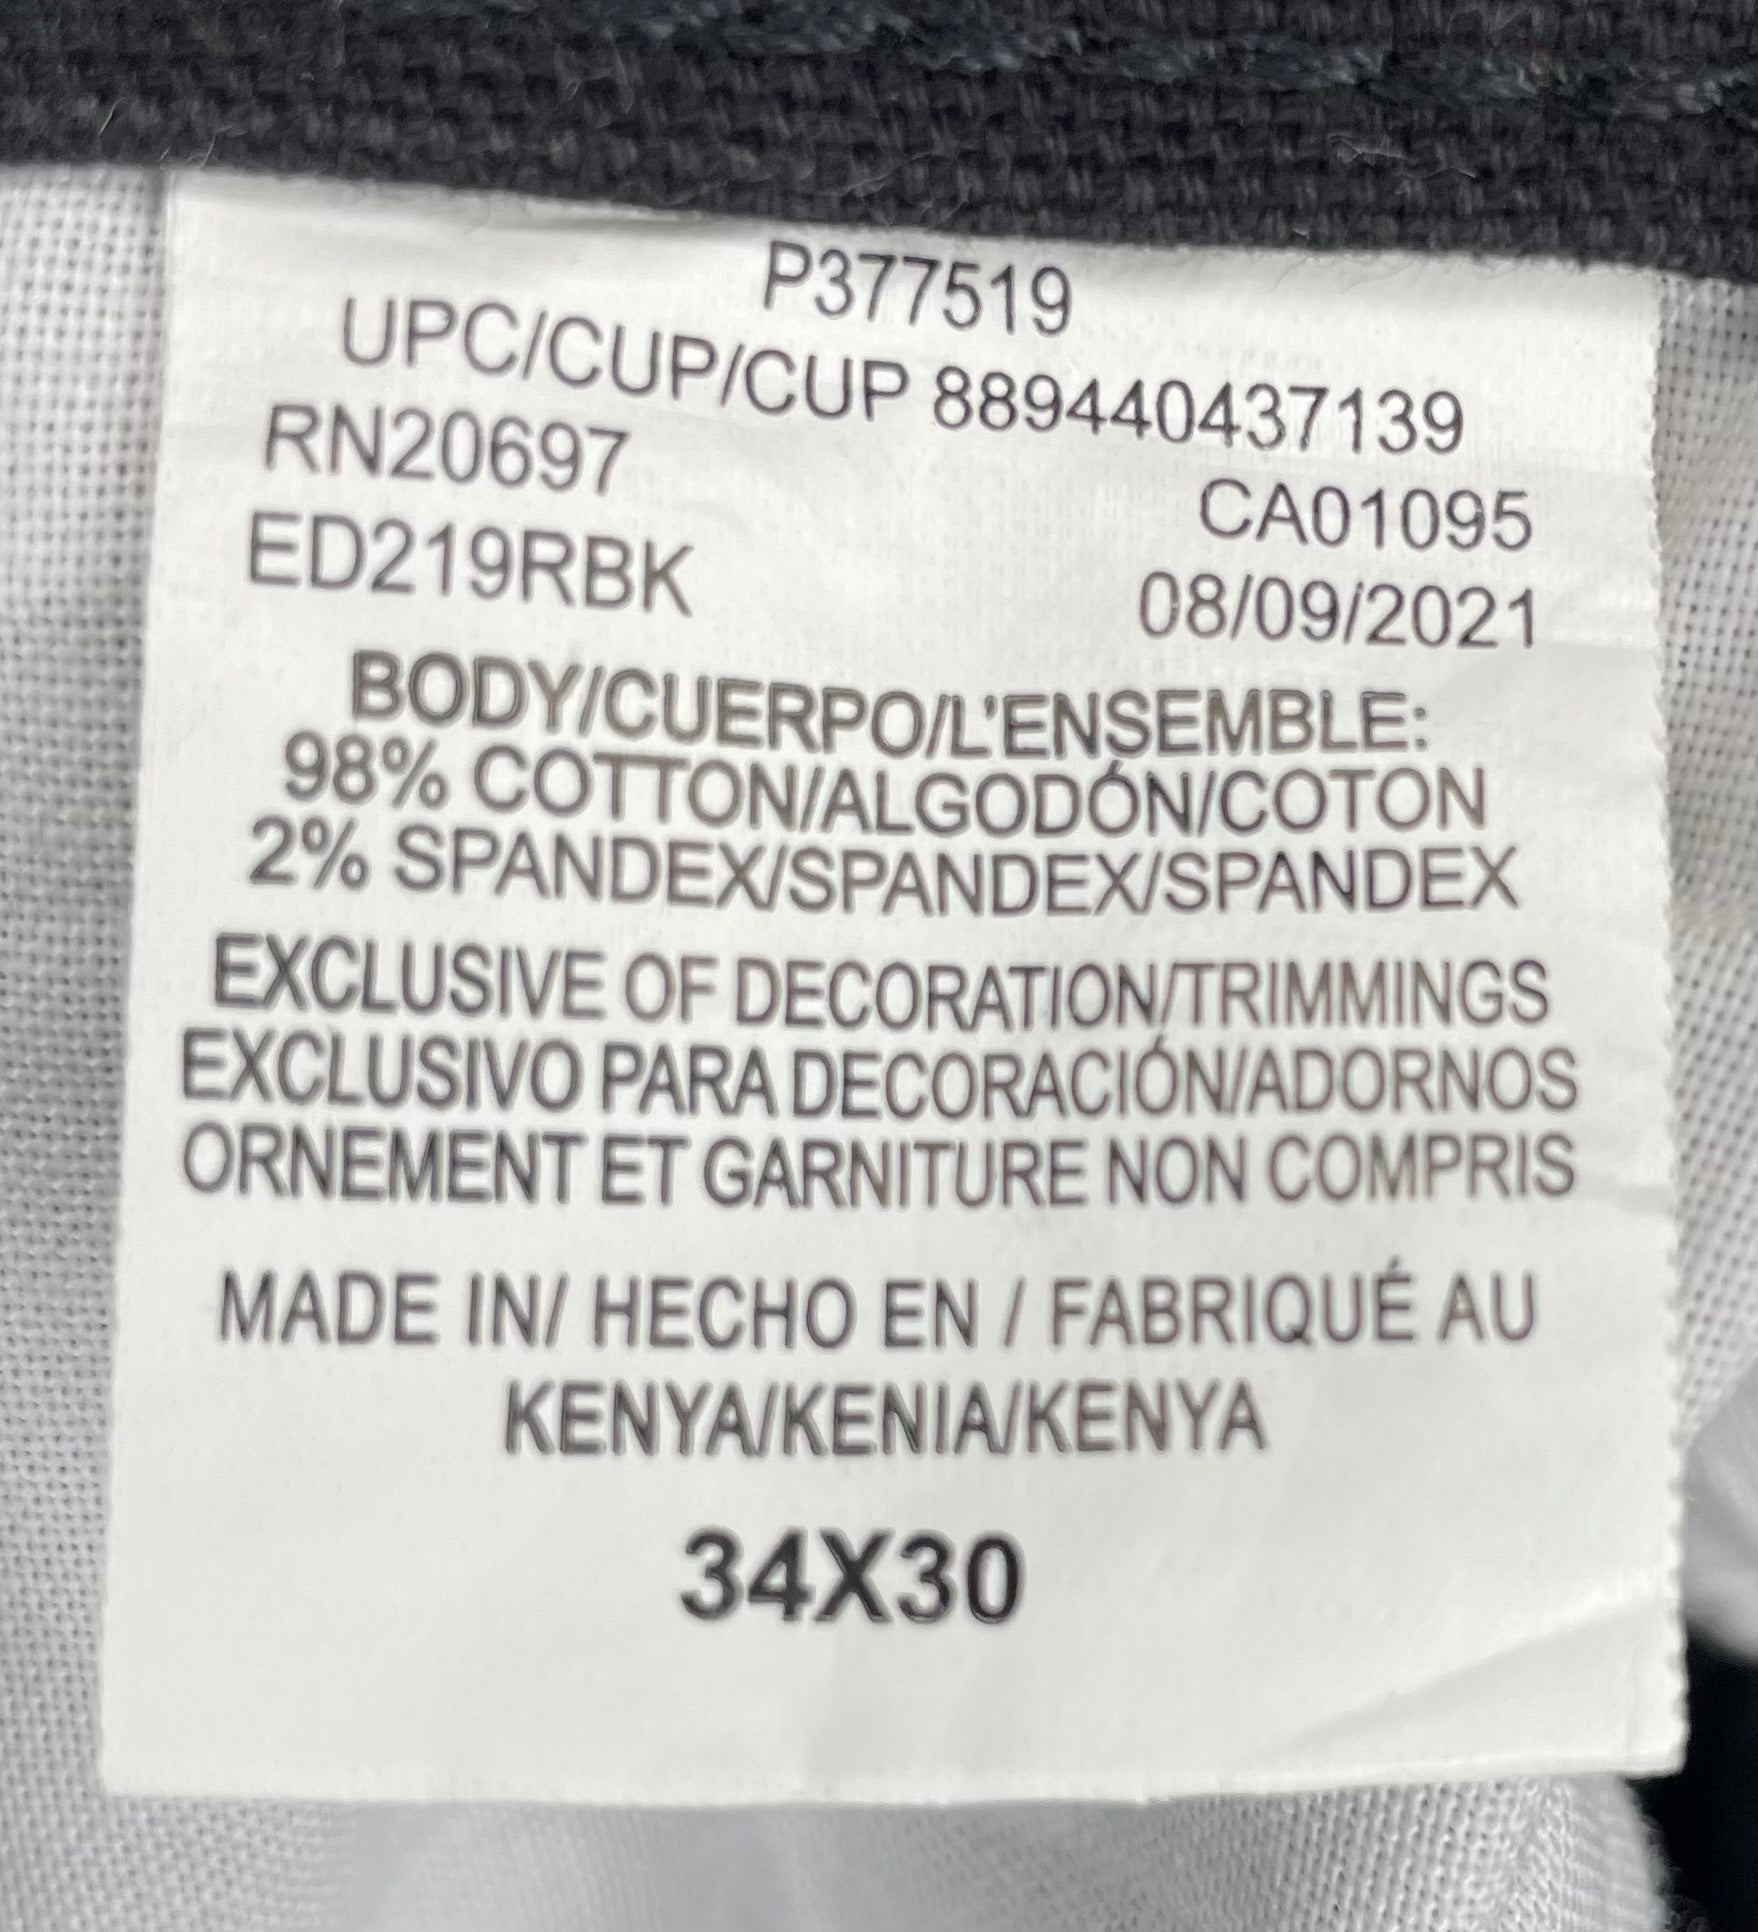 P377519
UPC/CUP/CUP 889440437139
RN20697
CA01095
ED219RBK
08/09/2021
BODY/CUERPO/L'ENSEMBLE:
98% COTTON/ALGODÓN/COTON
2% SPANDEX/SPANDEX/SPANDEX
EXCLUSIVE OF DECORATION/TRIMMINGS
EXCLUSIVO PARA DECORACIÓN/ADORNOS
ORNEMENT ET GARNITURE NON COMPRIS
MADE IN/ HECHO EN / FABRIQUÉ AU
KENYA/KENIA/KENYA
34X30